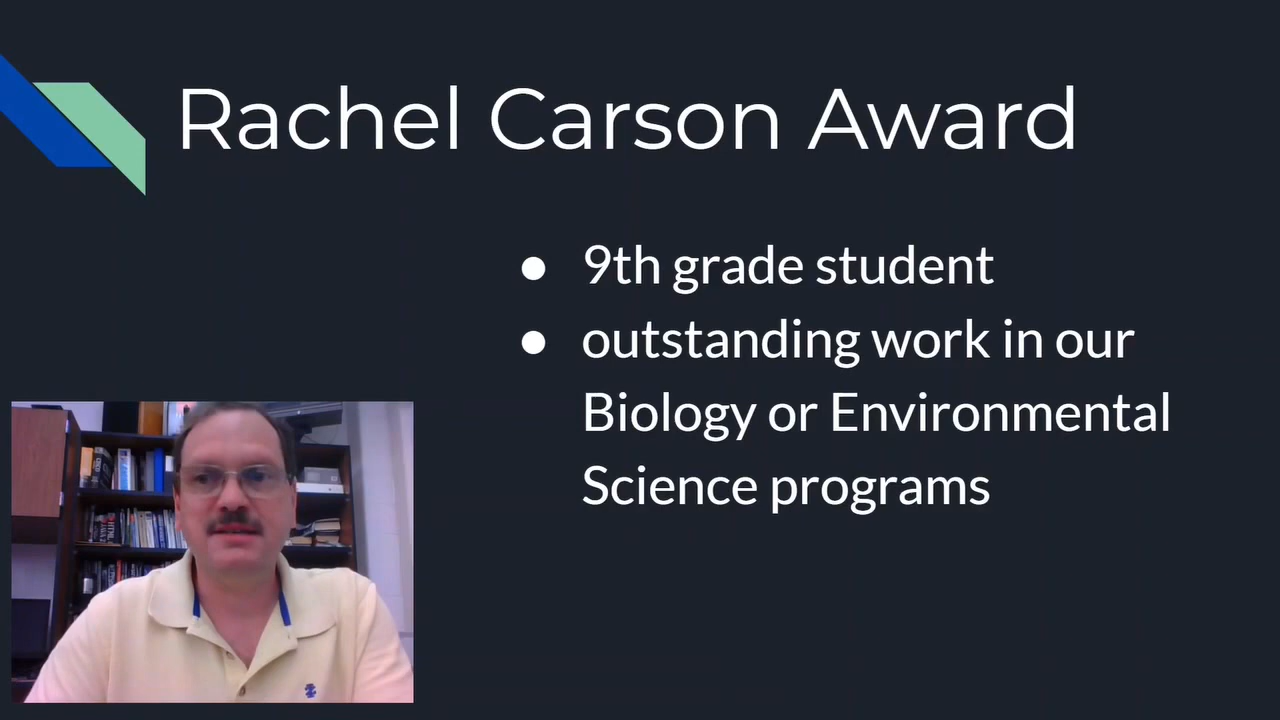 Rachel Carson Award
● 9th grade student
● outstanding work in our
Biology or Environmental
Science programs